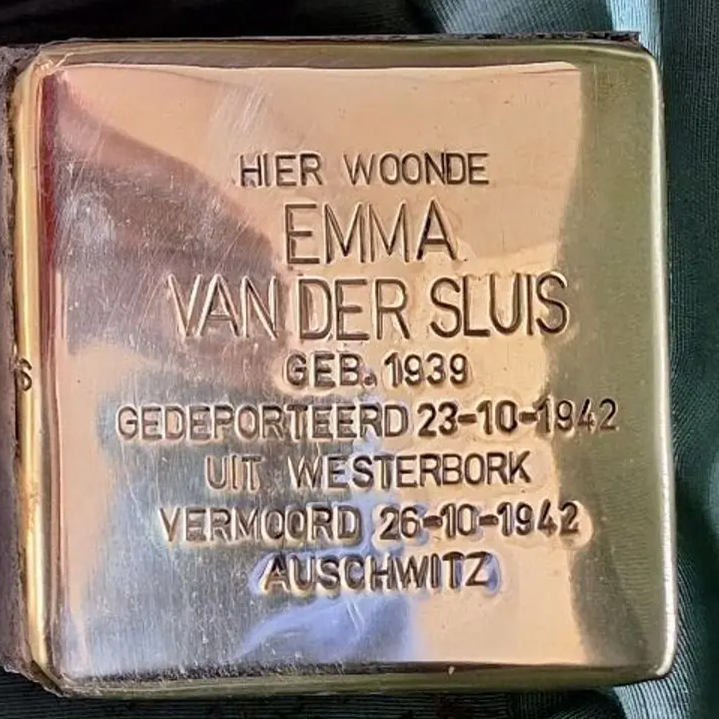 HIER WOONDE
EMMA
VAN DER SLUIS
GEB. 1939
GEDEPORTEERD 23-10-1942
UIT WESTERBORK
VERMOORD 26-10-1942
AUSCHWITZ